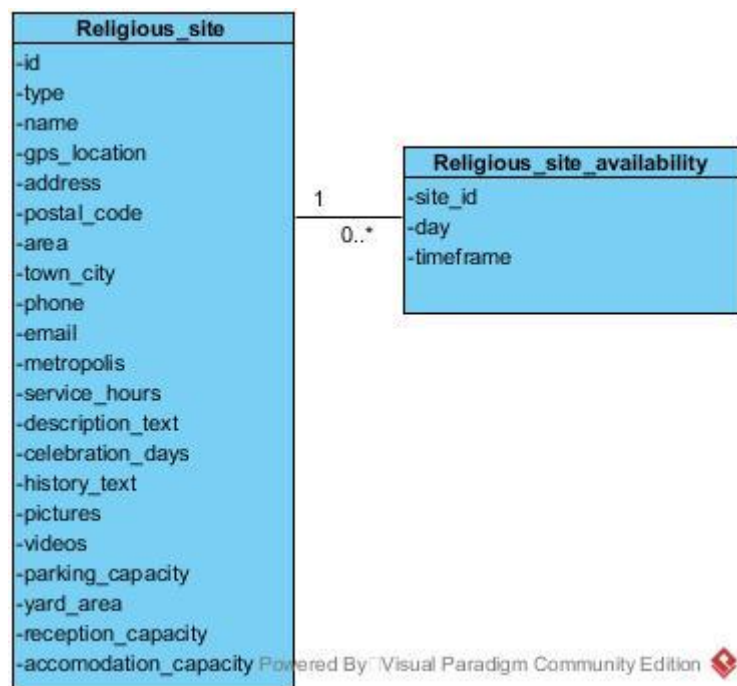 Religious_site
-id
-type
-name
-gps_location
-address
-postal_code
-area
-town_city
-phone
-email
-metropolis
-service_hours
-description_text
-celebration_days
-history_text
-pictures
-videos
-parking_capacity
-yard_area
-reception_capacity
-accomodation_capacity
1
0..*
Religious_site_availability
-site_id
-day
-timeframe
Powered By Visual Paradigm Community Edition